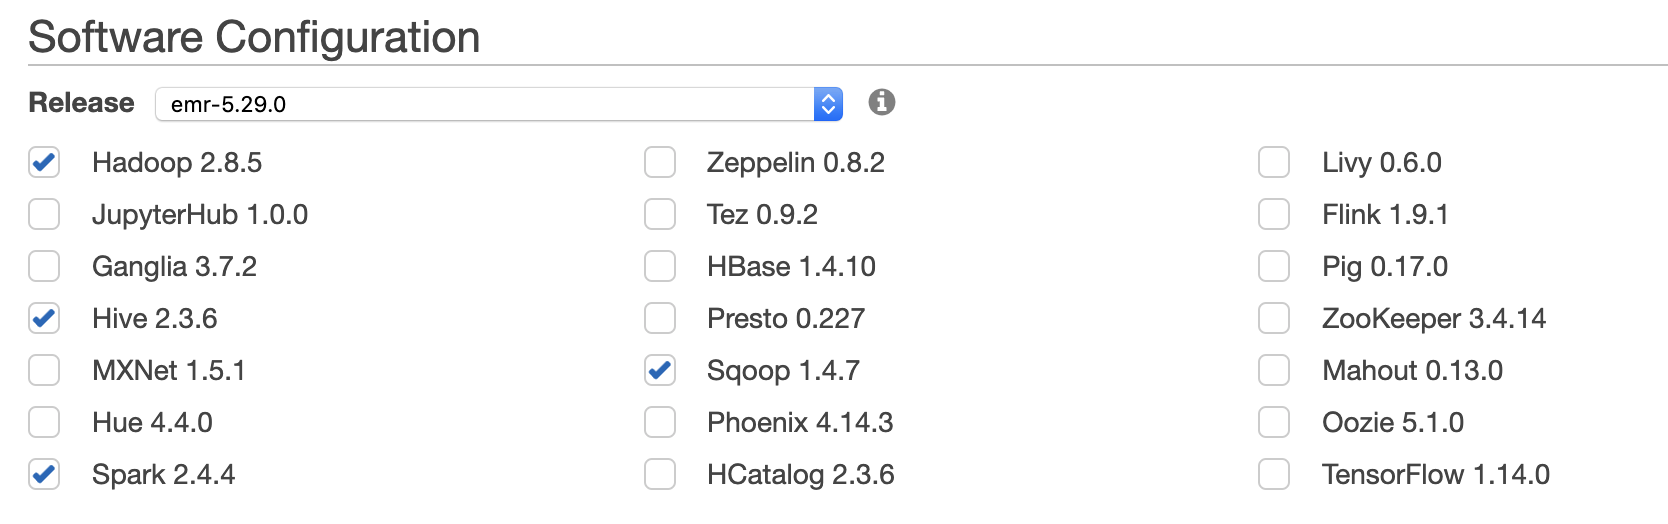 Software Configuration
Release emr-5.29.0
Hadoop 2.8.5 Zeppelin 0.8.2 Livy 0.6.0
JupyterHub 1.0.0 Tez 0.9.2 Flink 1.9.1
Ganglia 3.7.2 HBase 1.4.10 Pig 0.17.0
Hive 2.3.6 Presto 0.227 ZooKeeper 3.4.14
MXNet 1.5.1 Sqoop 1.4.7 Mahout 0.13.0
Hue 4.4.0 Phoenix 4.14.3 Oozie 5.1.0
Spark 2.4.4 HCatalog 2.3.6 TensorFlow 1.14.0